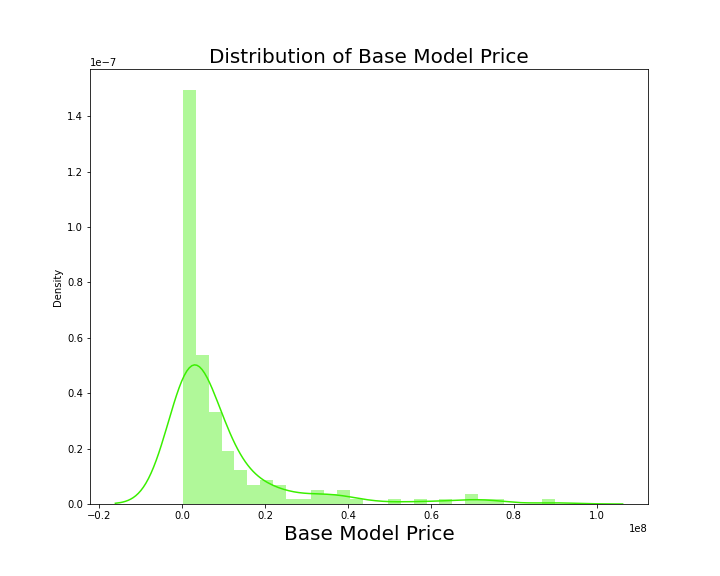 Distribution of Base Model Price
1e−7
1.4
1.2
1.0
0.8
0.6
0.4
0.2
0.0
Density
−0.2 0.0 0.2 0.4 0.6 0.8 1.0
1e8
Base Model Price